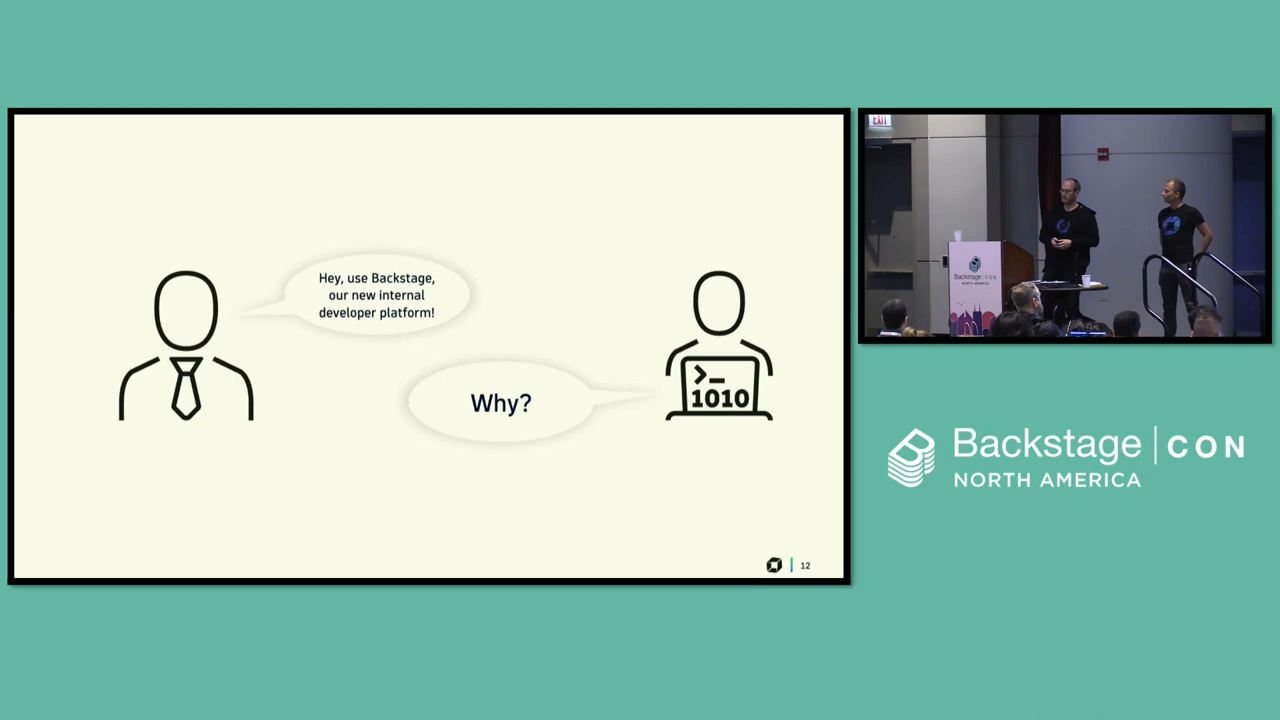 Hey, use Backstage,
our new internal
developer platform!
Why?
>_
1010
12
EXIT
Backstage | CON
NORTH AMERICA
Backstage | CON
NORTH AMERICA